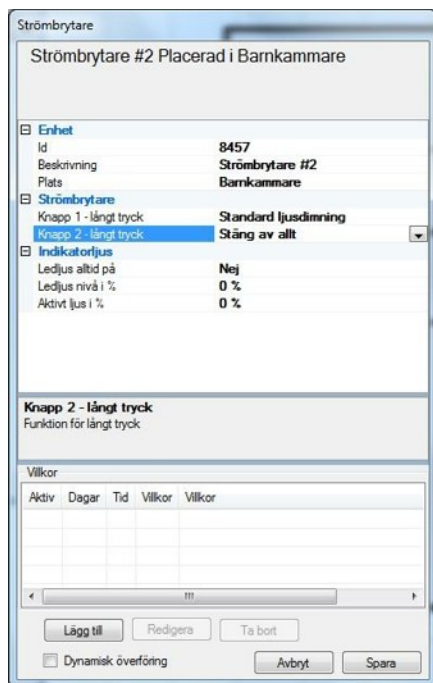 Strömbrytare
Strömbrytare #2 Placerad i Barnkammare
Enhet
Id 8457
Beskrivning Strömbrytare #2
Plats Barnkammare
Strömbrytare
Knapp 1 - långt tryck Standard ljusdimning
Knapp 2 - långt tryck Stäng av allt
Indikatorljus
Ledljus alltid på Nej
Ledljus nivå i % 0 %
Aktivt ljus i % 0 %
Knapp 2 - långt tryck
Funktion för långt tryck
Villkor
Aktiv Dagar Tid Villkor Villkor
Lägg till Redigera Ta bort
Dynamisk överföring Avbryt Spara